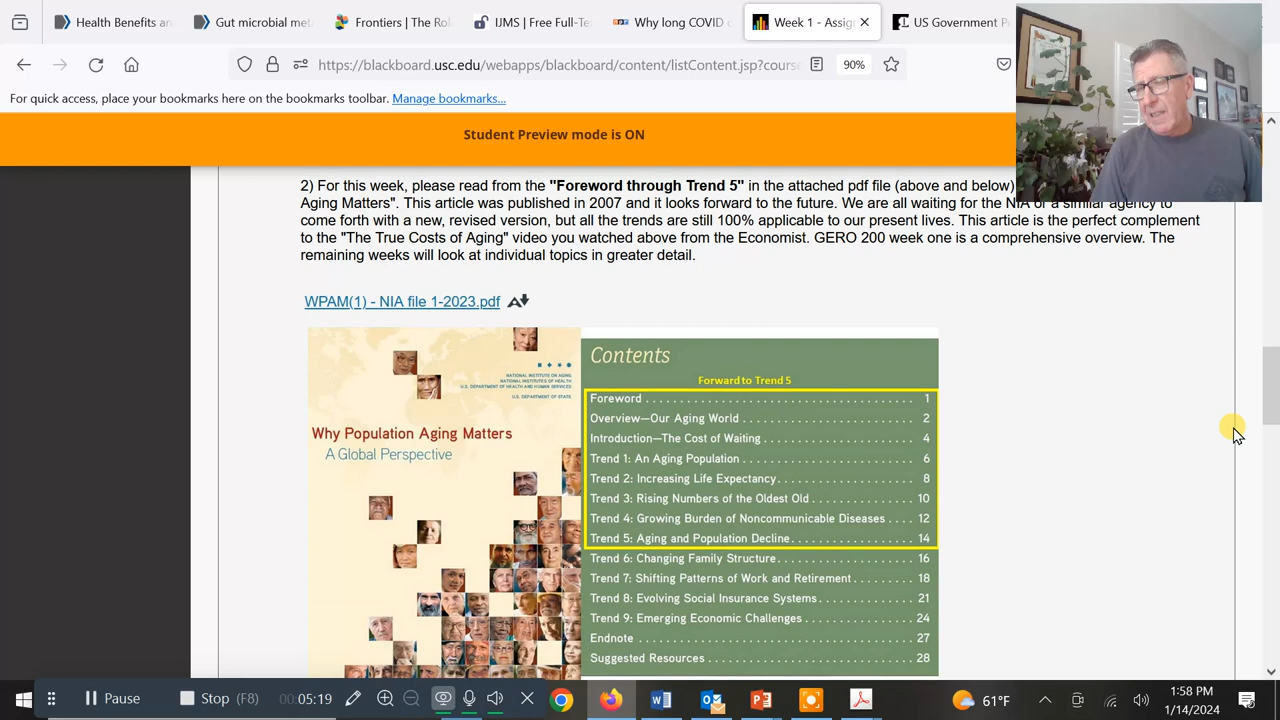 Health Benefits an
Gut microbial met
Frontiers | The Rol
IJMS | Free Full-Te
Why long COVID c
Week 1 - Assig
US Government P
https://blackboard.usc.edu/webapps/blackboard/content/listContent.jsp?cours
90%
For quick access, place your bookmarks here on the bookmarks toolbar. Manage bookmarks...
Student Preview mode is ON
2) For this week, please read from the "Foreword through Trend 5" in the attached pdf file (above and below)
Aging Matters". This article was published in 2007 and it looks forward to the future. We are all waiting for the NIA or a similar agency to
come forth with a new, revised version, but all the trends are still 100% applicable to our present lives. This article is the perfect complement
to the "The True Costs of Aging" video you watched above from the Economist. GERO 200 week one is a comprehensive overview. The
remaining weeks will look at individual topics in greater detail.
WPAM(1) - NIA file 1-2023.pdf
NATIONAL INSTITUTE ON AGING
NATIONAL INSTITUTES OF HEALTH
U.S. DEPARTMENT OF HEALTH AND HUMAN SERVICES
U.S. DEPARTMENT OF STATE
Why Population Aging Matters
A Global Perspective
Contents
Forward to Trend 5
Foreword 1
Overview—Our Aging World 2
Introduction—The Cost of Waiting 4
Trend 1: An Aging Population 6
Trend 2: Increasing Life Expectancy 8
Trend 3: Rising Numbers of the Oldest Old 10
Trend 4: Growing Burden of Noncommunicable Diseases 12
Trend 5: Aging and Population Decline 14
Trend 6: Changing Family Structure 16
Trend 7: Shifting Patterns of Work and Retirement 18
Trend 8: Evolving Social Insurance Systems 21
Trend 9: Emerging Economic Challenges 24
Endnote 27
Suggested Resources 28
Pause
Stop (F8)
00:05:19
61°F
1:58 PM
1/14/2024